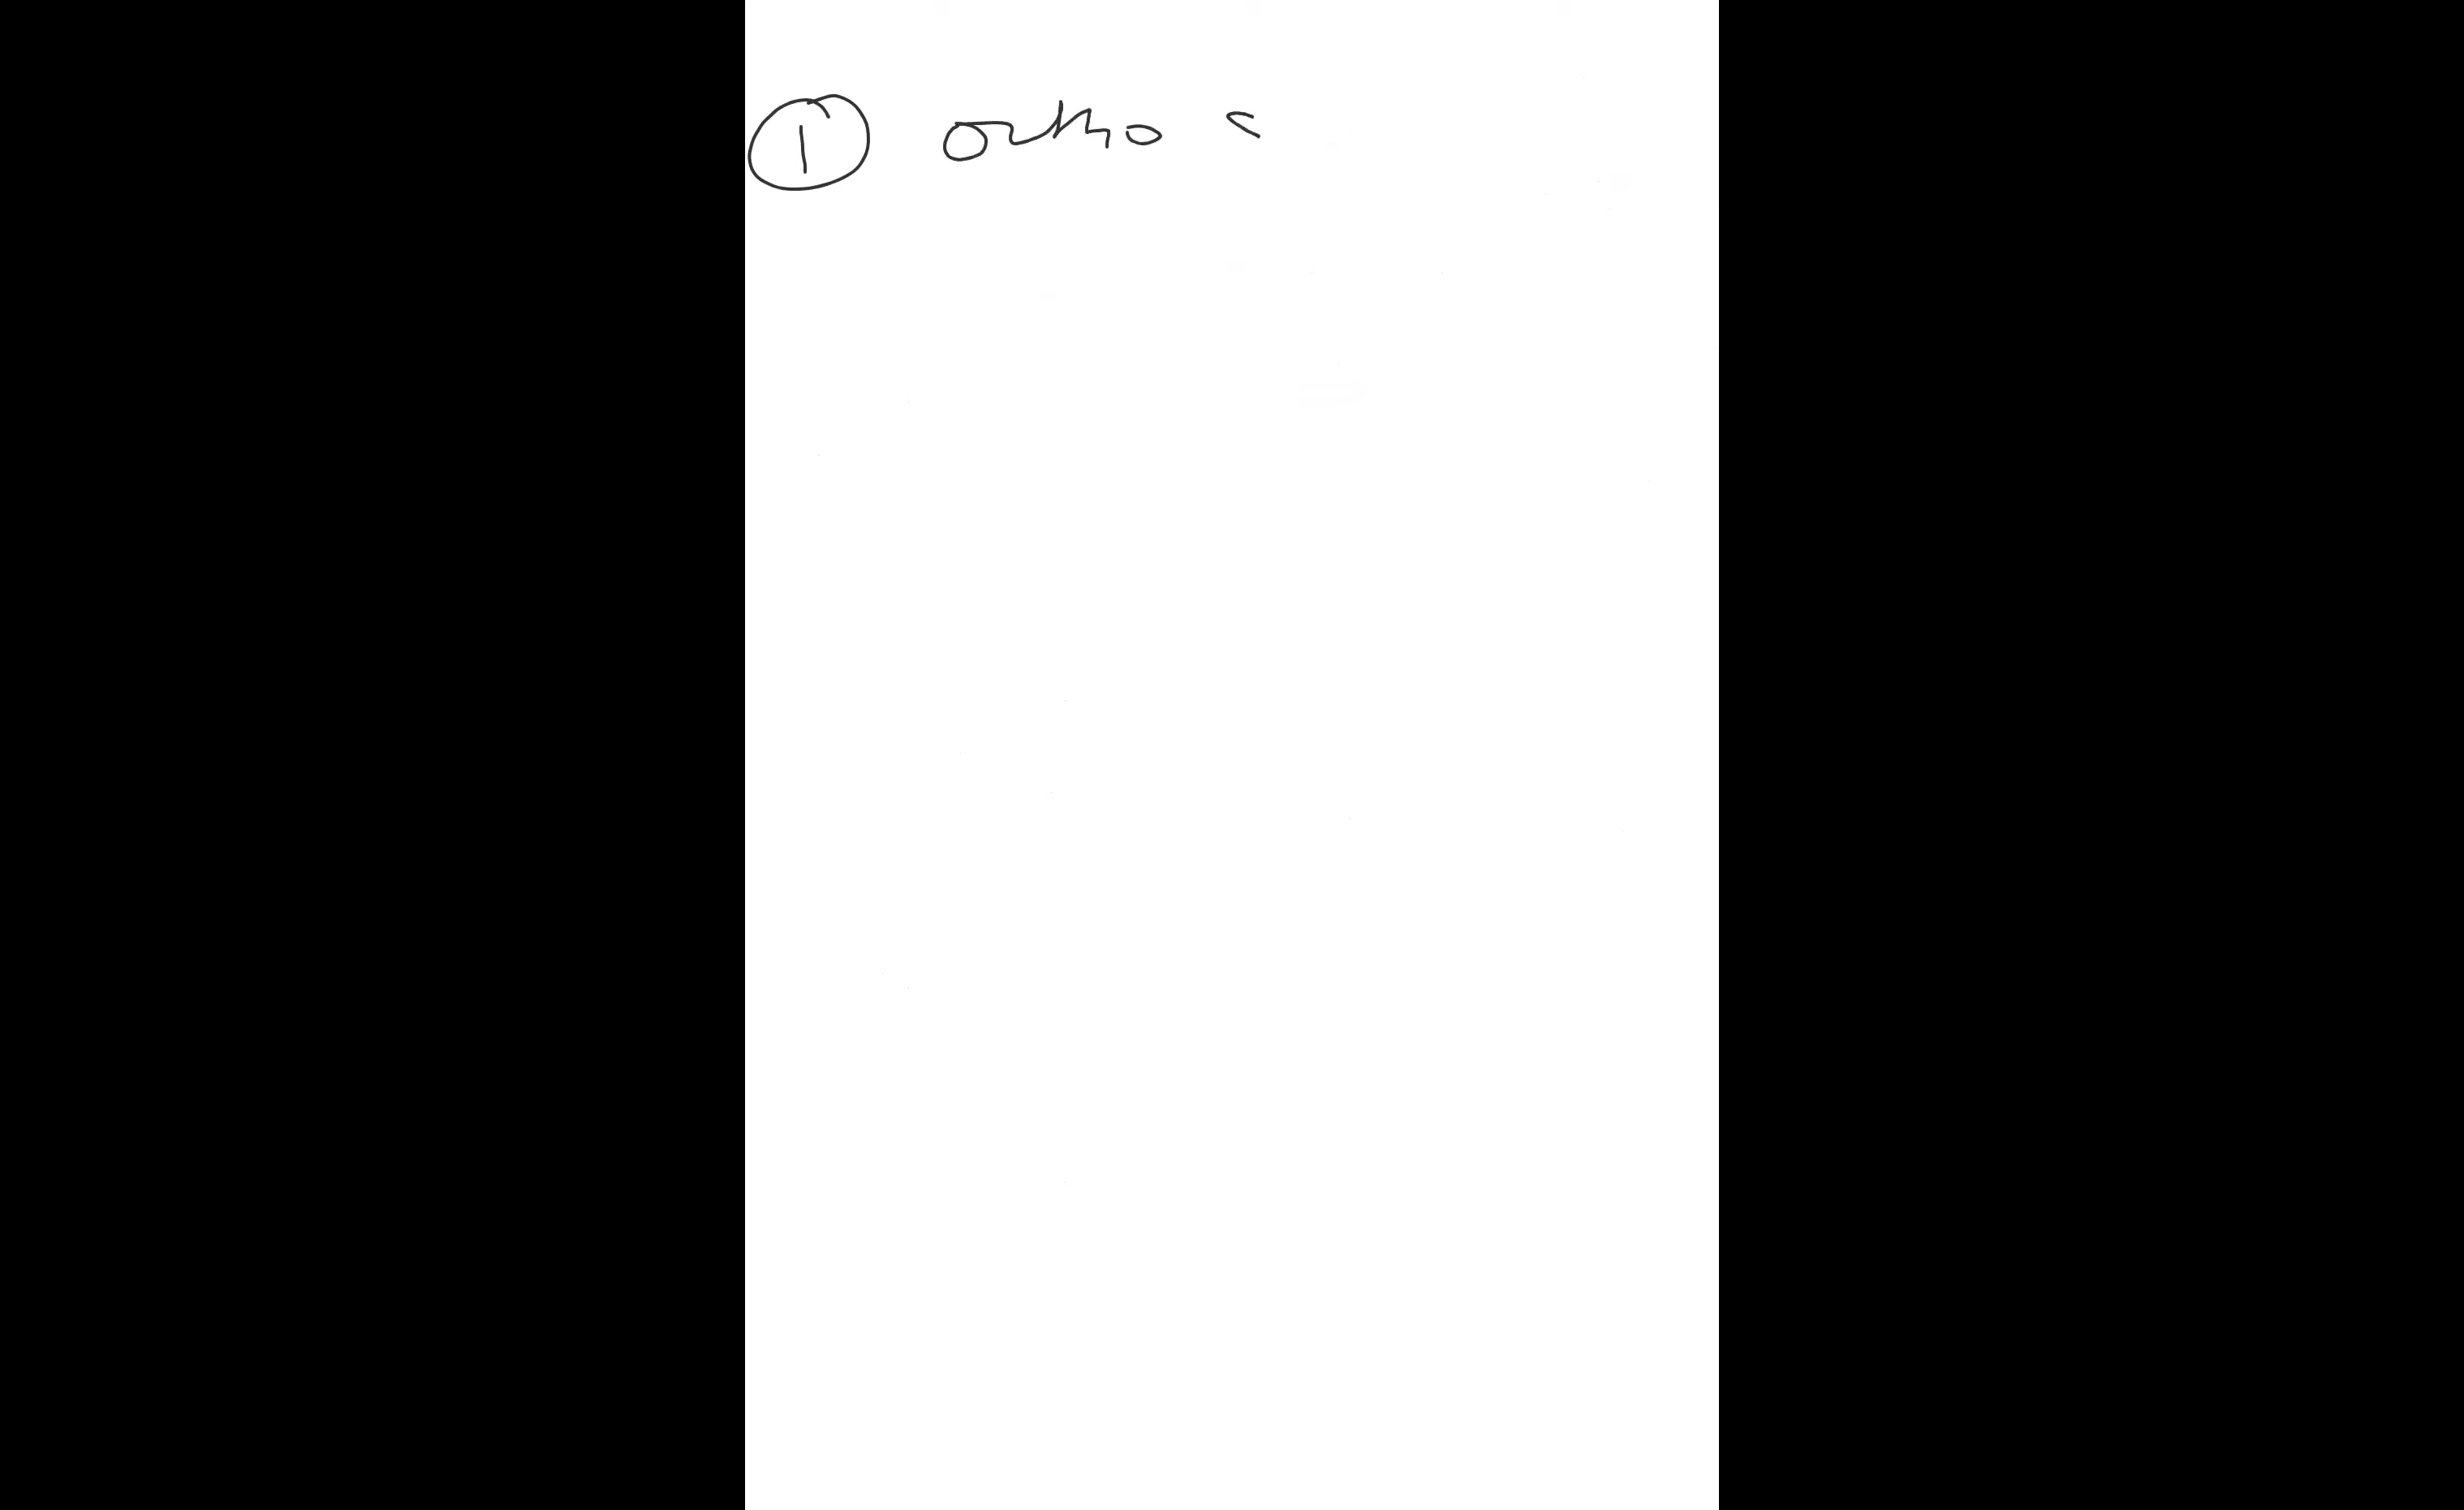 ① ortho =